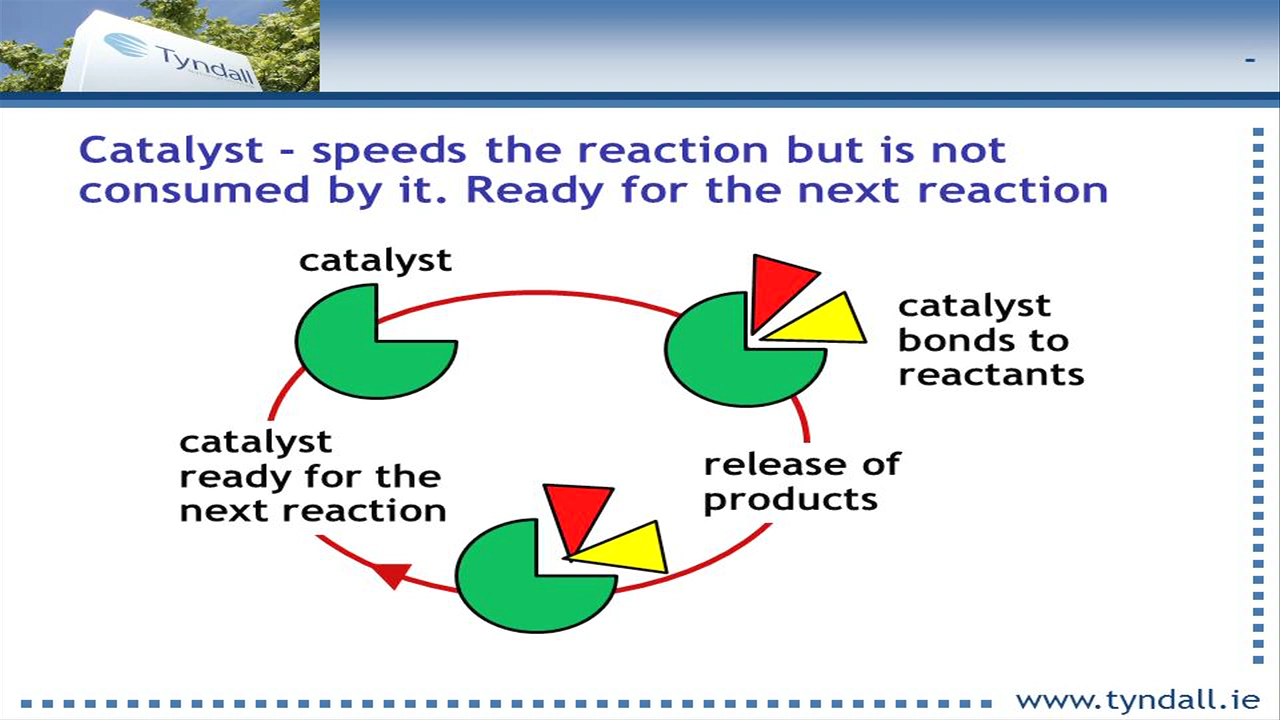 Tyndall
-
Catalyst - speeds the reaction but is not
consumed by it. Ready for the next reaction
catalyst
catalyst
bonds to
reactants
release of
products
catalyst
ready for the
next reaction
www.tyndall.ie